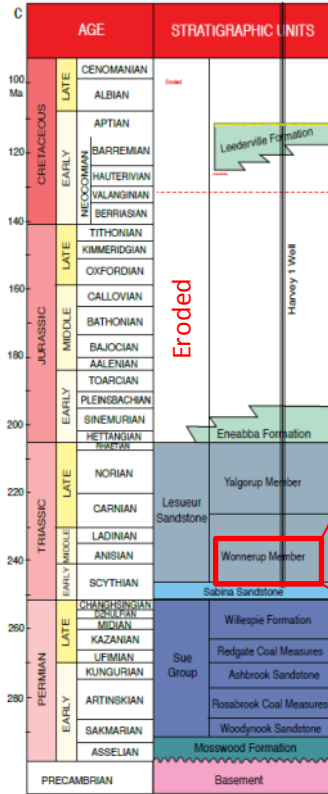 C
AGE
STRATIGRAPHIC UNITS
100
Ma
120
140
160
180
200
220
240
260
280
CRETACEOUS
JURASSIC
TRIASSIC
PERMIAN
LATE
EARLY
NEOCOMIAN
LATE
MIDDLE
EARLY
LATE
MIDDLE
EARLY
LATE
EARLY
CENOMANIAN
ALBIAN
APTIAN
BARREMIAN
HAUTERIVIAN
VALANGINIAN
BERRIASIAN
TITHONIAN
KIMMERIDGIAN
OXFORDIAN
CALLOVIAN
BATHONIAN
BAJOCIAN
AALENIAN
TOARCIAN
PLEINSBACHIAN
SINEMURIAN
HETTANGIAN
RHAETIAN
NORIAN
CARNIAN
LADINIAN
ANISIAN
SCYTHIAN
CHANGHSINGIAN
DZHULFIAN
MIDIAN
KAZANIAN
UFIMIAN
KUNGURIAN
ARTINSKIAN
SAKMARIAN
ASSELIAN
PRECAMBRIAN
Eroded
Eroded
Leederville Formation
Harvey 1 Well
Eneabba Formation
Lesueur
Sandstone
Yalgorup Member
Wonnerup Member
Sabina Sandstone
Sue
Group
Willespie Formation
Redgate Coal Measures
Ashbrook Sandstone
Rosabrook Coal Measures
Woodynook Sandstone
Mosswood Formation
Basement